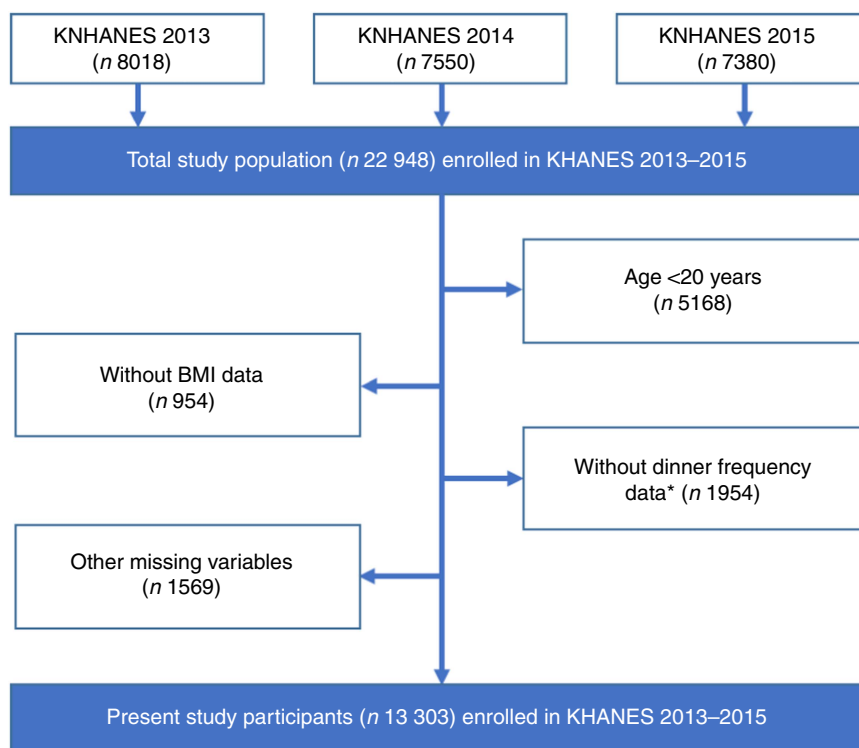 KNHANES 2013
(n 8018)
KNHANES 2014
(n 7550)
KNHANES 2015
(n 7380)
Total study population (n 22 948) enrolled in KHANES 2013–2015
Age <20 years
(n 5168)
Without BMI data
(n 954)
Without dinner frequency
data* (n 1954)
Other missing variables
(n 1569)
Present study participants (n 13 303) enrolled in KHANES 2013–2015